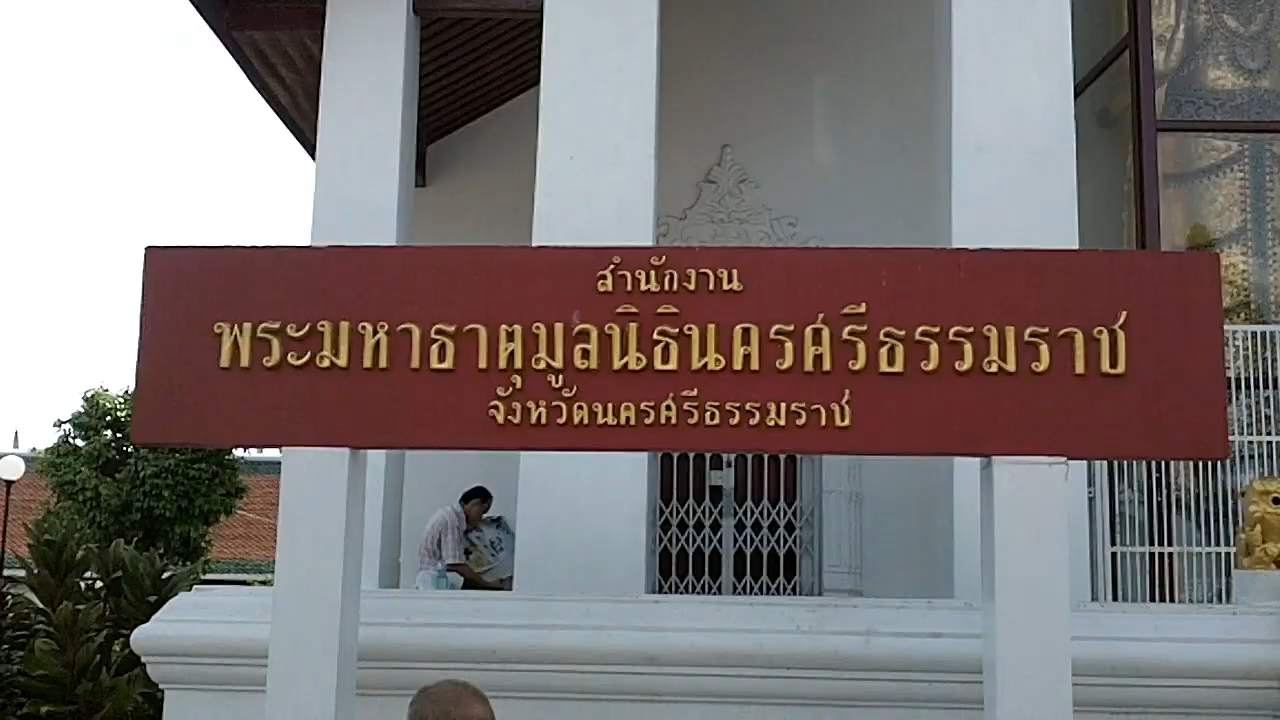 สำนักงาน
พระมหาธาตุมูลนิธินครศรีธรรมราช
จังหวัดนครศรีธรรมราช